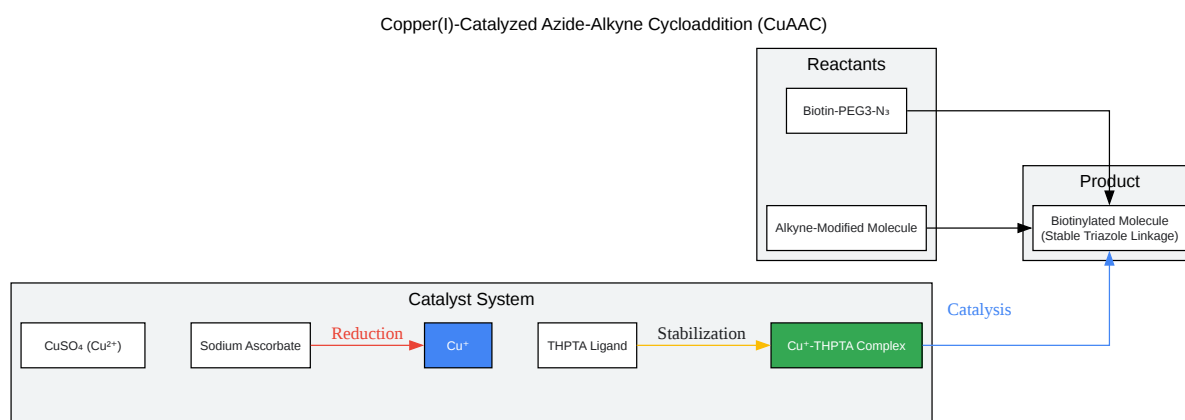 Copper(I)-Catalyzed Azide-Alkyne Cycloaddition (CuAAC)
Reactants
Biotin-PEG3-N₃
Alkyne-Modified Molecule
Product
Biotinylated Molecule
(Stable Triazole Linkage)
Catalyst System
CuSO₄ (Cu²⁺)
Sodium Ascorbate
Reduction
Cu⁺
THPTA Ligand
Stabilization
Cu⁺-THPTA Complex
Catalysis